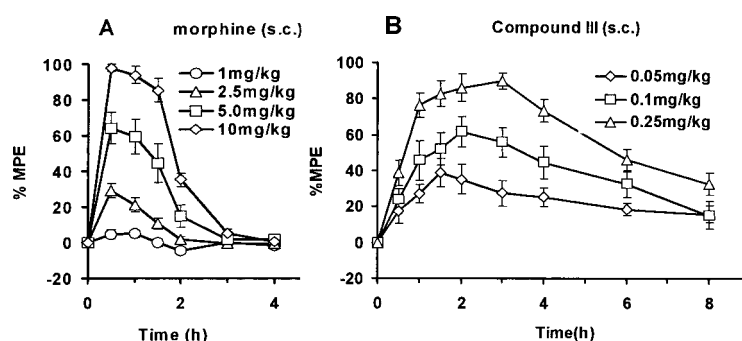 A morphine (s.c.)
100
80
60
40
20
0
-20
% MPE
1mg/kg
2.5mg/kg
5.0mg/kg
10mg/kg
0 2 4
Time (h)
B Compound III (s.c.)
100
80
60
40
20
0
-20
%MPE
0.05mg/kg
0.1mg/kg
0.25mg/kg
0 2 4 6 8
Time(h)